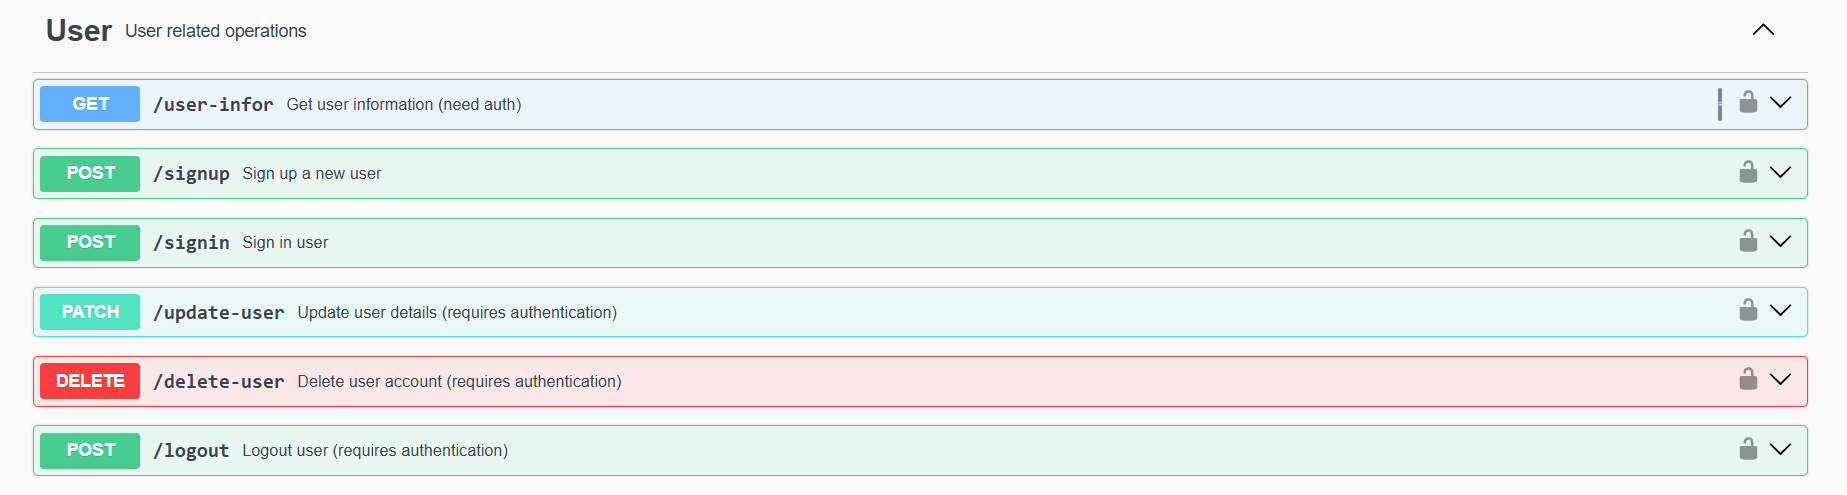 User User related operations
GET /user-infor Get user information (need auth)
POST /signup Sign up a new user
POST /signin Sign in user
PATCH /update-user Update user details (requires authentication)
DELETE /delete-user Delete user account (requires authentication)
POST /logout Logout user (requires authentication)